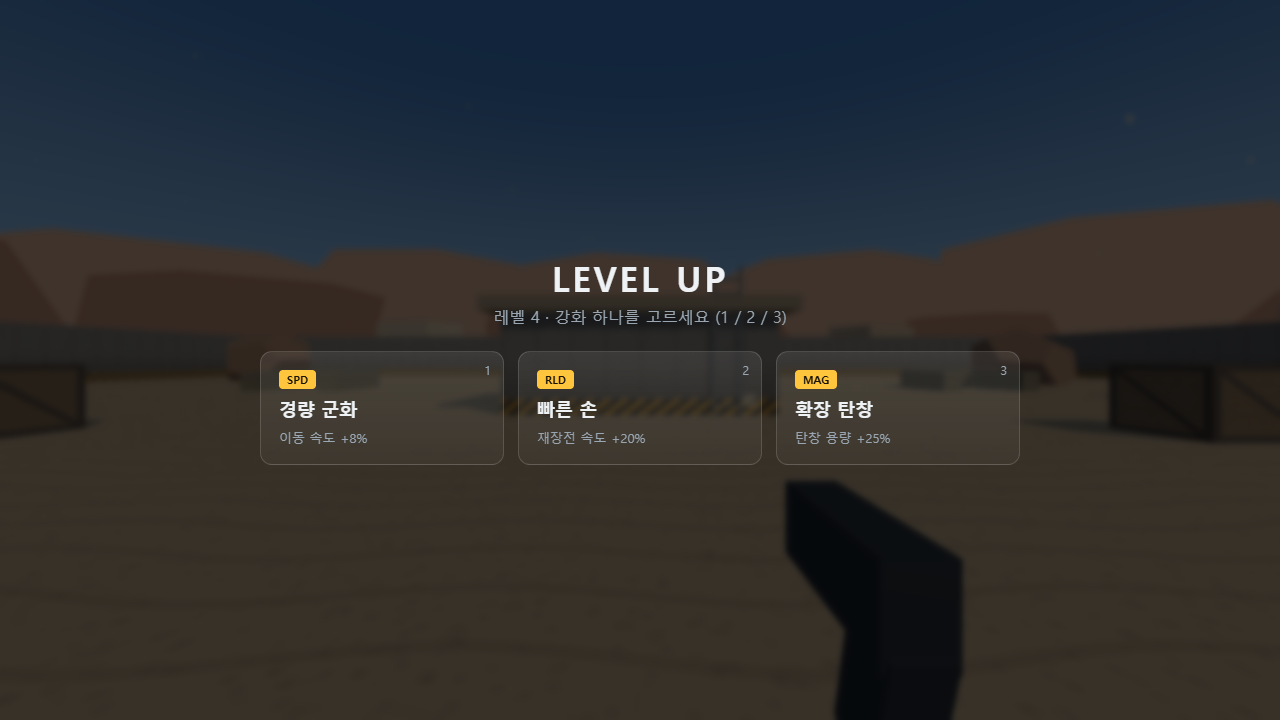 LEVEL UP
레벨 4 · 강화 하나를 고르세요 (1 / 2 / 3)
SPD
1
경량 군화
이동 속도 +8%
RLD
2
빠른 손
재장전 속도 +20%
MAG
3
확장 탄창
탄창 용량 +25%